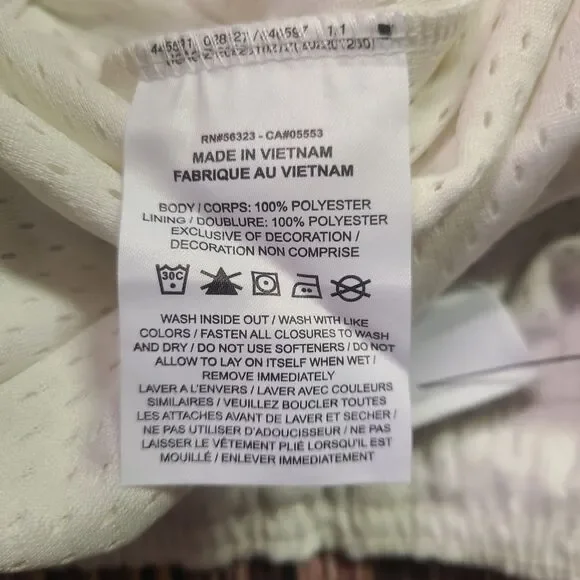 RN#56323 - CA#05553
MADE IN VIETNAM
FABRIQUE AU VIETNAM
BODY / CORPS: 100% POLYESTER
LINING / DOUBLURE: 100% POLYESTER
EXCLUSIVE OF DECORATION /
DECORATION NON COMPRISE
30C
WASH INSIDE OUT / WASH WITH LIKE
COLORS / FASTEN ALL CLOSURES TO WASH
AND DRY / DO NOT USE SOFTENERS / DO NOT
ALLOW TO LAY ON ITSELF WHEN WET /
REMOVE IMMEDIATELY
LAVER A L'ENVERS / LAVER AVEC COULEURS
SIMILAIRES / VEUILLEZ BOUCLER TOUTES
LES ATTACHES AVANT DE LAVER ET SECHER /
NE PAS UTILISER D'ADOUCISSEUR / NE PAS
LAISSER LE VÊTEMENT PLIÉ LORSQU'IL EST
MOUILLÉ / ENLEVER IMMÉDIATEMENT